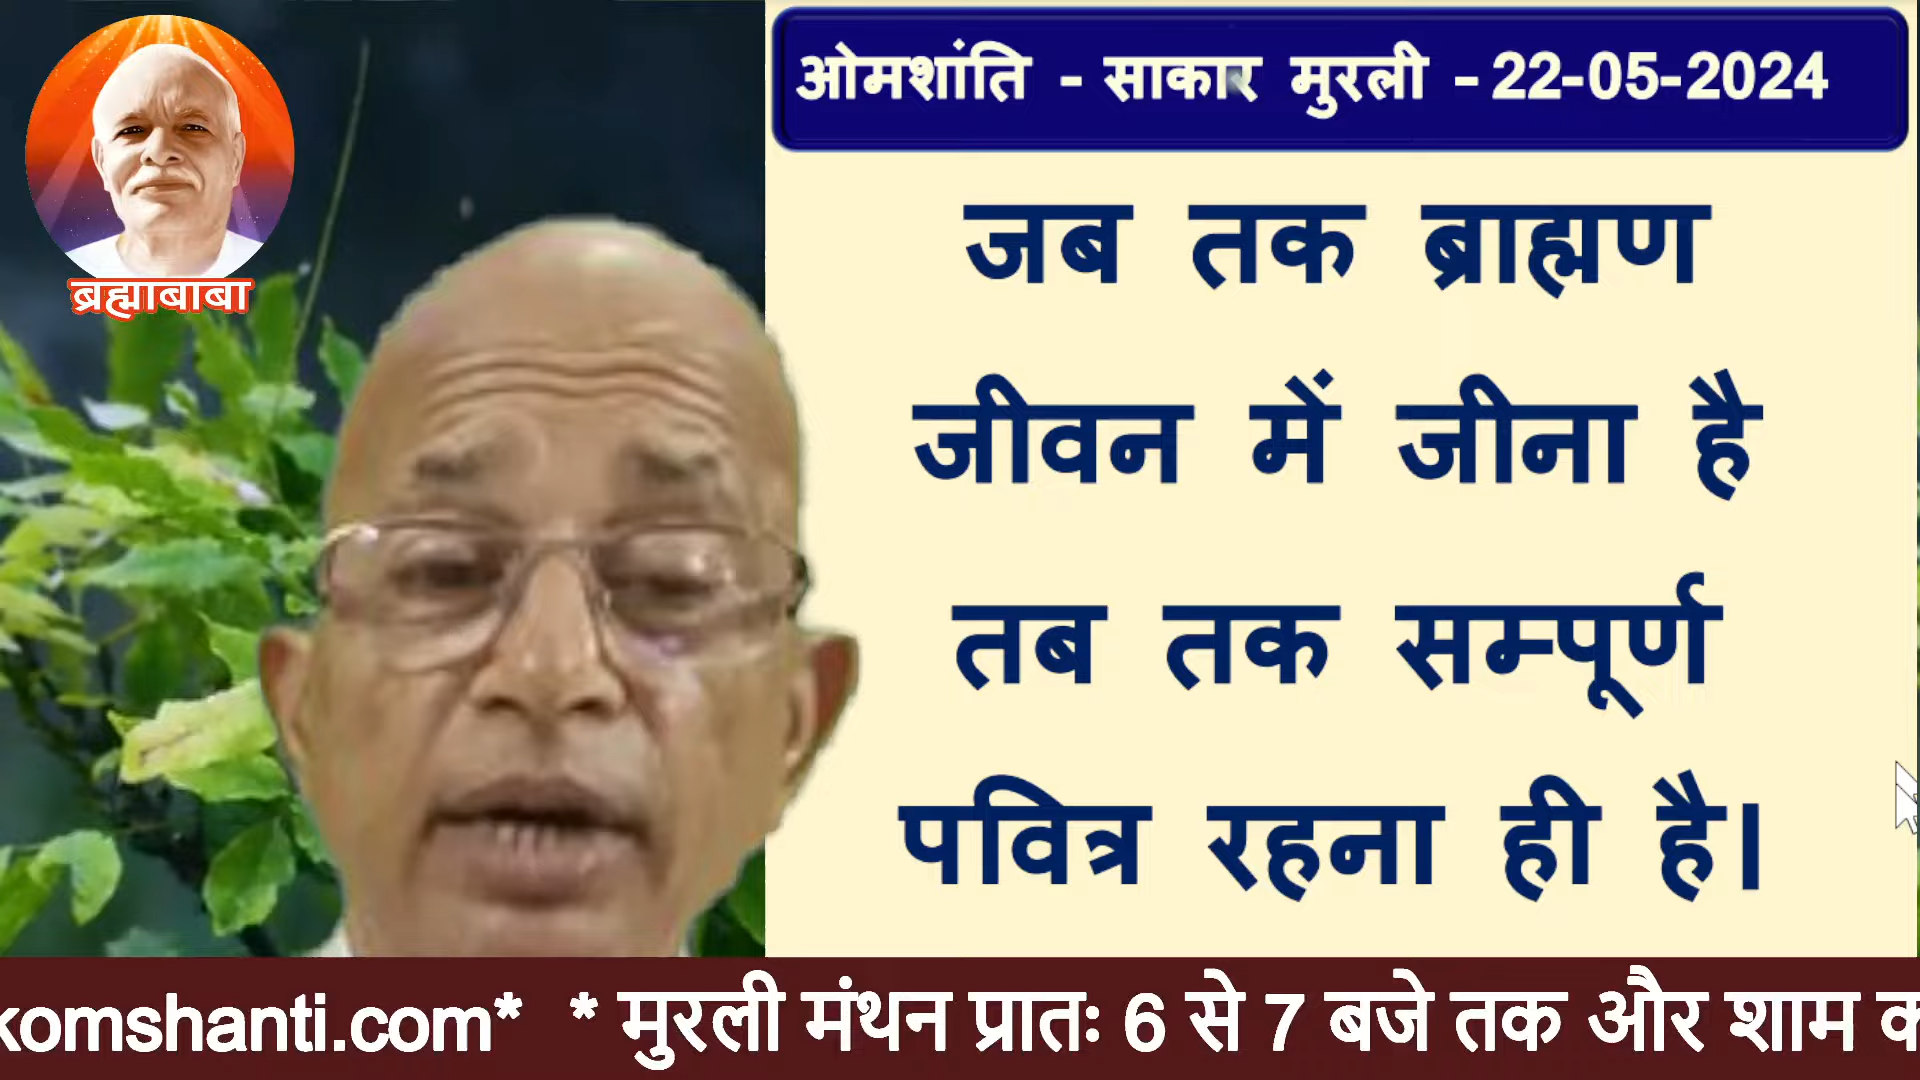 ब्रह्माबाबा
ओमशांति - साकार मुरली - 22-05-2024
जब तक ब्राह्मण
जीवन में जीना है
तब तक सम्पूर्ण
पवित्र रहना ही है।
komshanti.com* * मुरली मंथन प्रातः 6 से 7 बजे तक और शाम